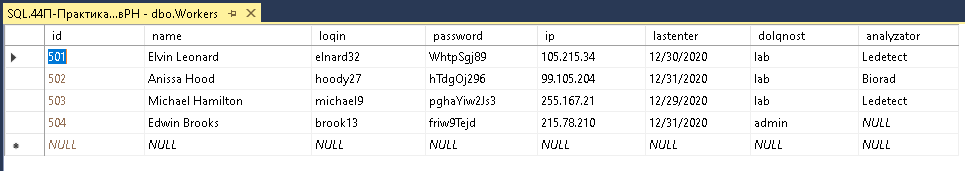 SQL.44П-Практика...вРН - dbo.Workers
id name login password ip lastenter dolqnost analyzator
501 Elvin Leonard elnard32 WhtpSgj89 105.215.34 12/30/2020 lab Ledetect
502 Anissa Hood hoody27 hTdgOj296 99.105.204 12/31/2020 lab Biorad
503 Michael Hamilton michael9 pghaYiw2Js3 255.167.21 12/29/2020 lab Ledetect
504 Edwin Brooks brook13 friw9Tejd 215.78.210 12/31/2020 admin NULL
NULL NULL NULL NULL NULL NULL NULL NULL